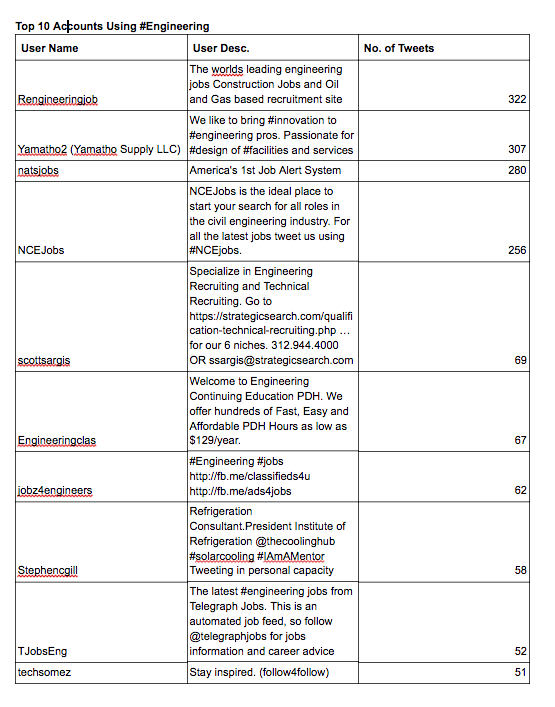 Top 10 Accounts Using #Engineering
User Name User Desc. No. of Tweets
The worlds leading engineering
jobs Construction Jobs and Oil
Rengineeringjob and Gas based recruitment site 322
We like to bring #innovation to
#engineering pros. Passionate for
Yamatho2 (Yamatho Supply LLC) #design of #facilities and services 307
natsjobs America's 1st Job Alert System 280
NCEJobs is the ideal place to
start your search for all roles in
the civil engineering industry. For
all the latest jobs tweet us using
NCEJobs #NCEjobs. 256
Specialize in Engineering
Recruiting and Technical
Recruiting. Go to
https://strategicsearch.com/qualifi
cation-technical-recruiting.php …
for our 6 niches. 312.944.4000
scottsargis OR ssargis@strategicsearch.com 69
Welcome to Engineering
Continuing Education PDH. We
offer hundreds of Fast, Easy and
Affordable PDH Hours as low as
Engineeringclas $129/year. 67
#Engineering #jobs
http://fb.me/classifieds4u
jobz4engineers http://fb.me/ads4jobs 62
Refrigeration
Consultant.President Institute of
Refrigeration @thecoolinghub
#solarcooling #IAmAMentor
Stephencgill Tweeting in personal capacity 58
The latest #engineering jobs from
Telegraph Jobs. This is an
automated job feed, so follow
@telegraphjobs for jobs
TJobsEng information and career advice 52
techsomez Stay inspired. (follow4follow) 51